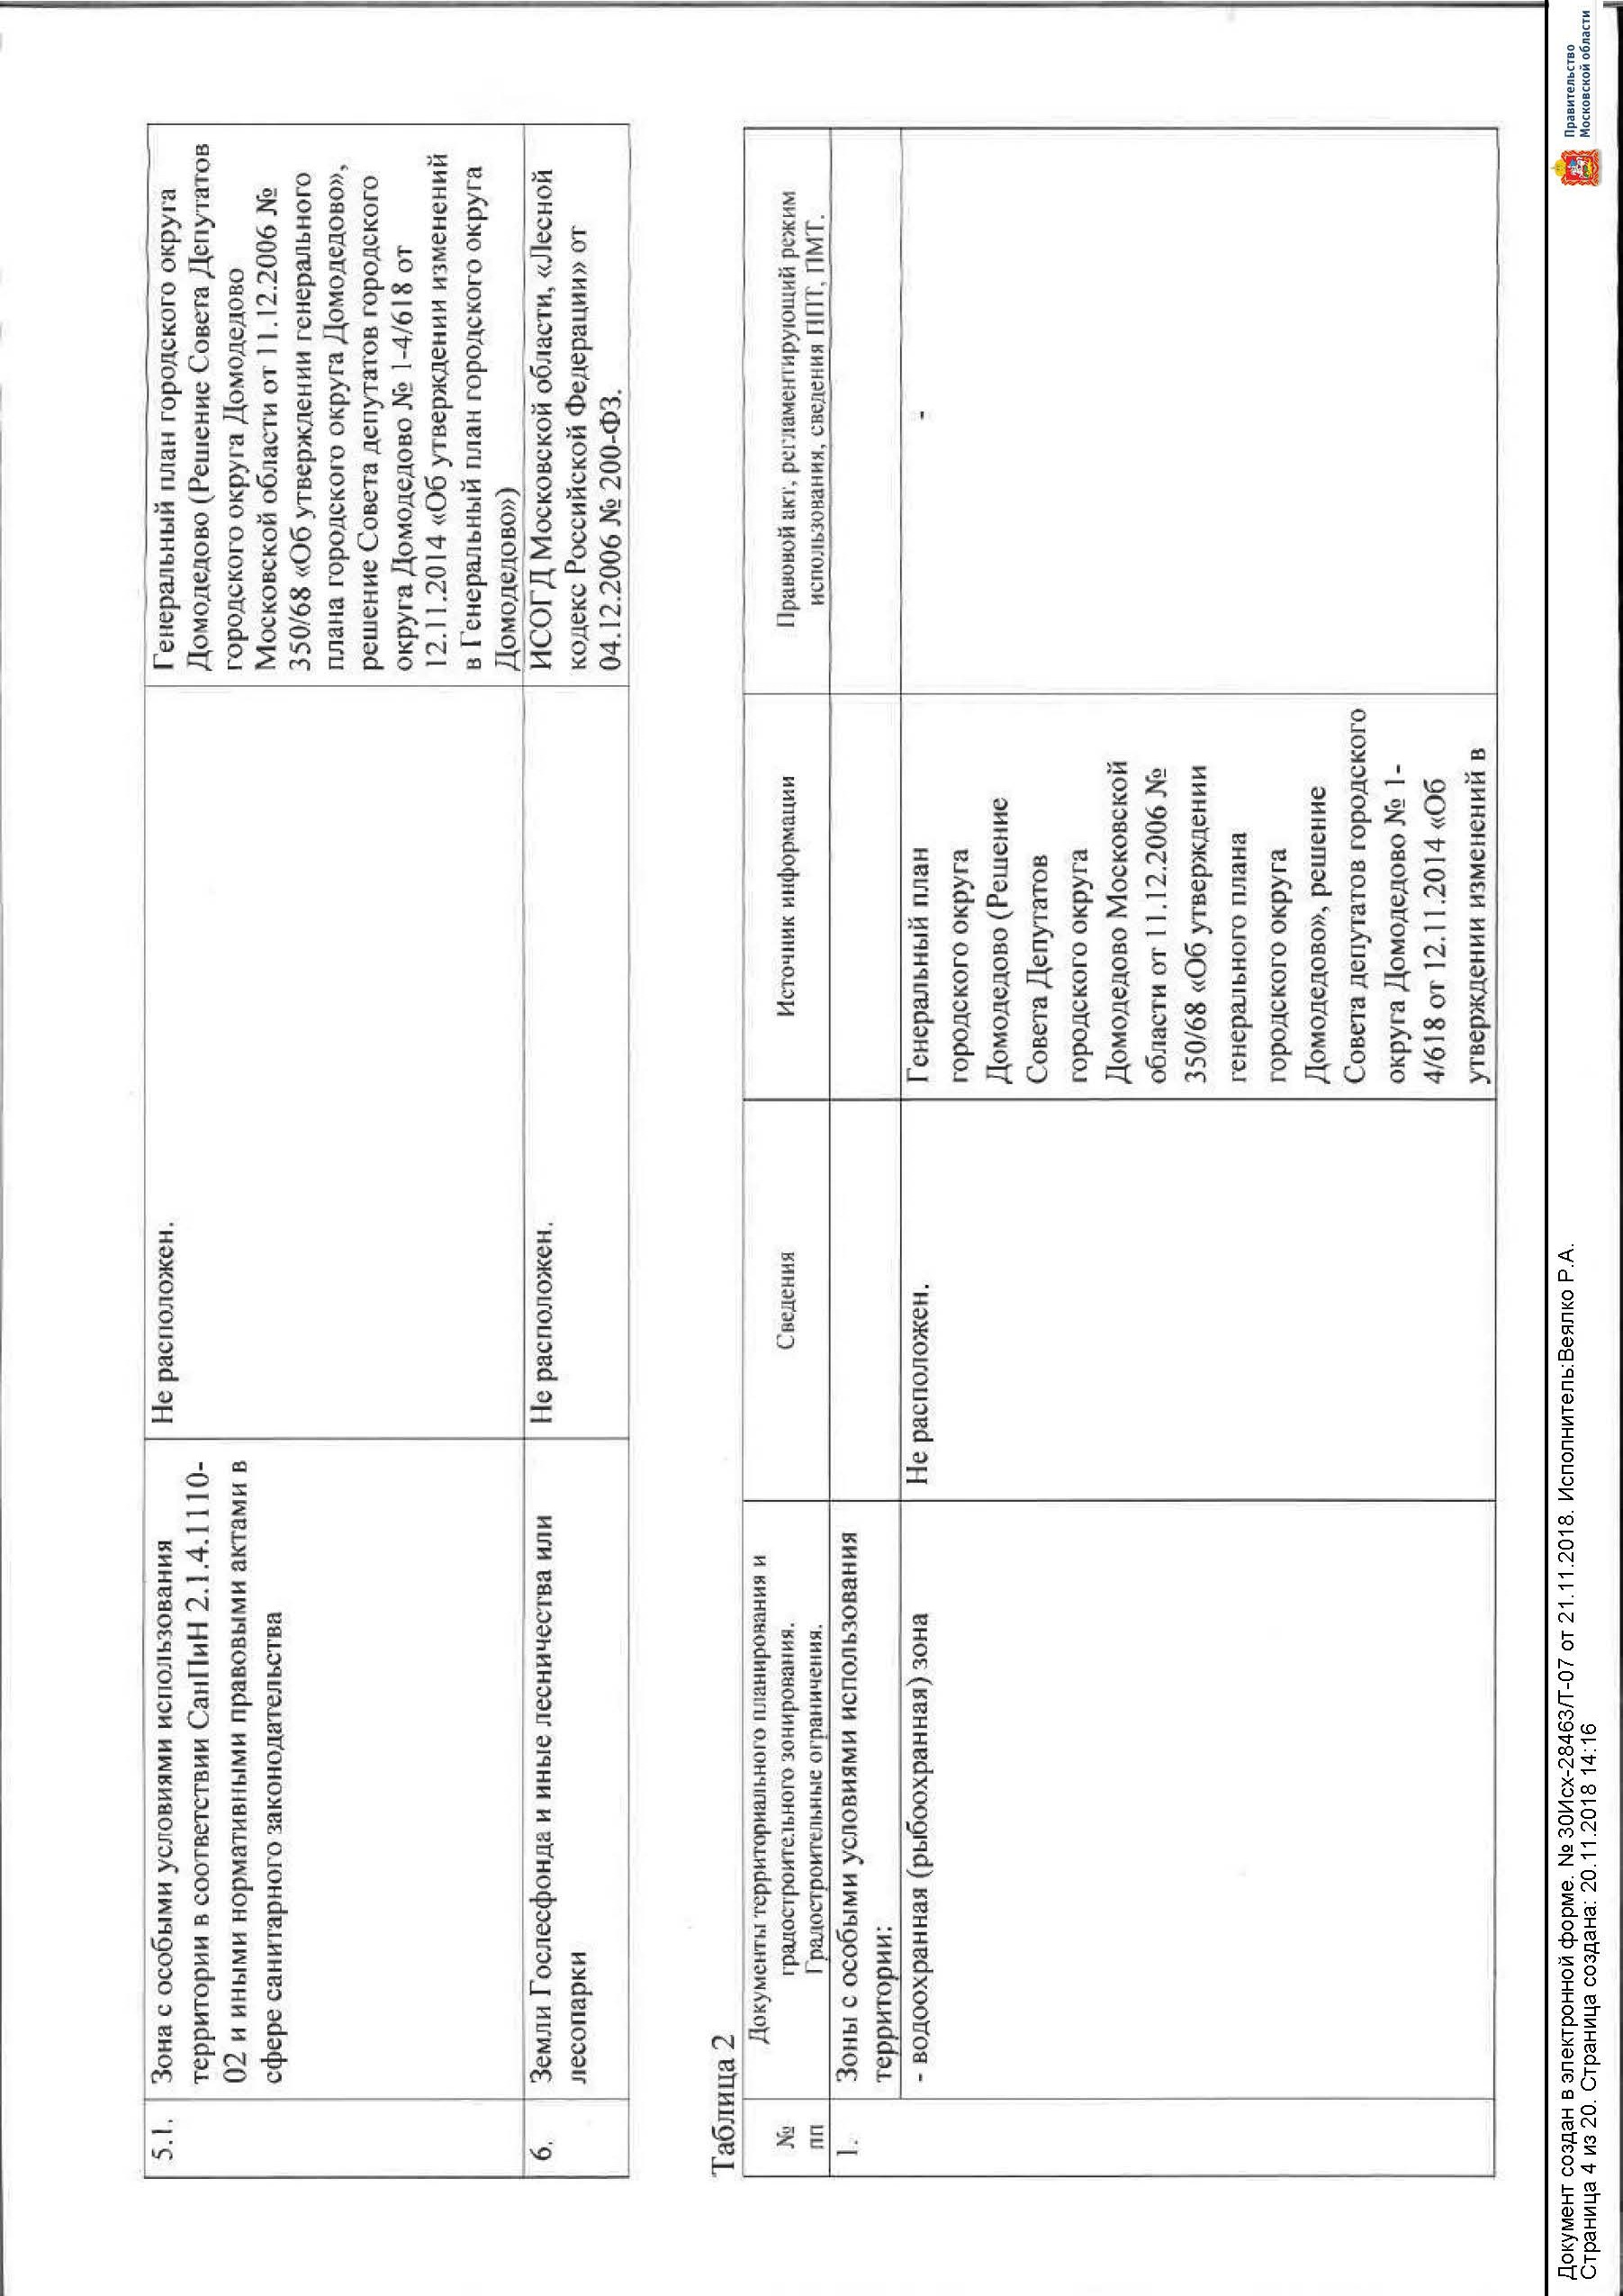 5.1.
Зона с особыми условиями использования
территории в соответствии СанПиН 2.1.4.1110-
02 и иными нормативными правовыми актами в
сфере санитарного законодательства
Не расположен.
Генеральный план городского округа
Домодедово (Решение Совета Депутатов
городского округа Домодедово
Московской области от 11.12.2006 №
350/68 «Об утверждении генерального
плана городского округа Домодедово»,
решение Совета депутатов городского
округа Домодедово № 1-4/618 от
12.11.2014 «Об утверждении изменений
в Генеральный план городского округа
Домодедово»)
6.
Земли Гослесфонда и иные лесничества или
лесопарки
Не расположен.
ИСОГД Московской области, «Лесной
кодекс Российской Федерации» от
04.12.2006 № 200-ФЗ.
Таблица 2
№
пп
Документы территориального планирования и
градостроительного зонирования.
Градостроительные ограничения.
Сведения
Источник информации
Правовой акт, регламентирующий режим
использования, сведения ППТ, ПМТ.
1.
Зоны с особыми условиями использования
территории:
- водоохранная (рыбоохранная) зона
Не расположен.
Генеральный план
городского округа
Домодедово (Решение
Совета Депутатов
городского округа
Домодедово Московской
области от 11.12.2006 №
350/68 «Об утверждении
генерального плана
городского округа
Домодедово», решение
Совета депутатов городского
округа Домодедово № 1-
4/618 от 12.11.2014 «Об
утверждении изменений в
-
Документ создан в электронной форме. № 30Исх-28463/Т-07 от 21.11.2018. Исполнитель:Веялко Р.А.
Страница 4 из 20. Страница создана: 20.11.2018 14:16
Правительство
Московской области